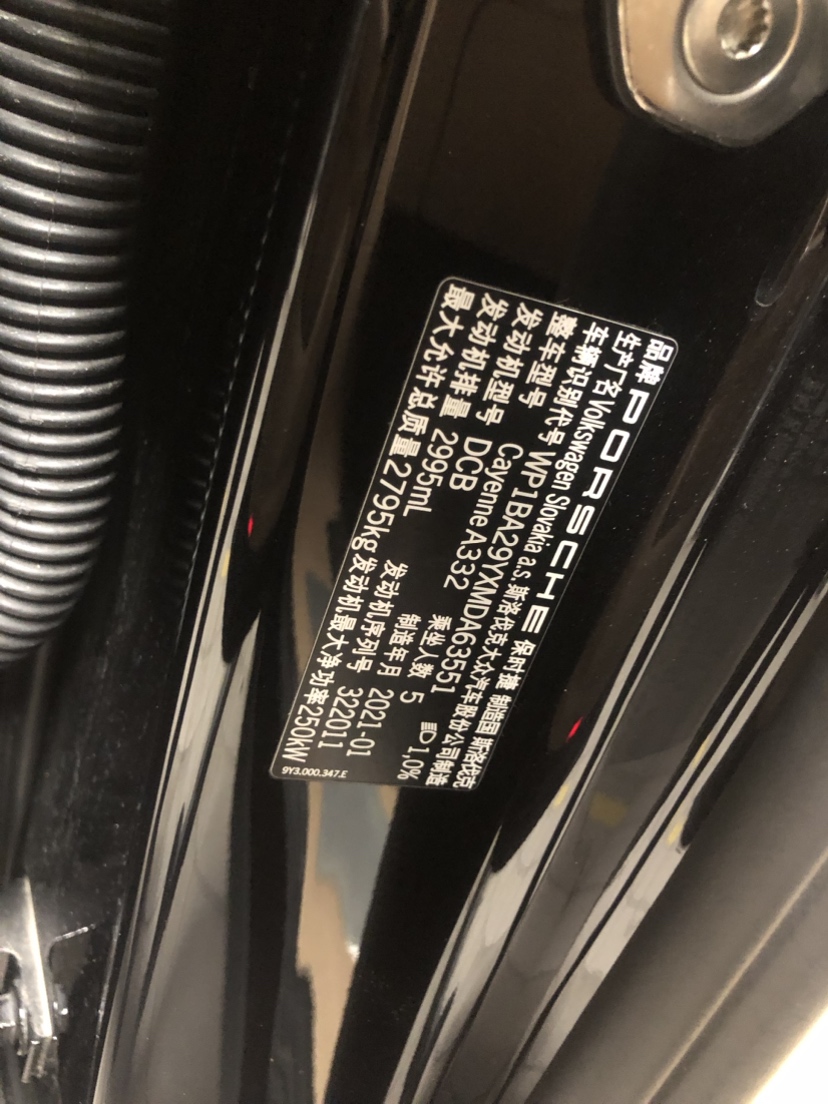 品牌 PORSCHE 保时捷 制造国 斯洛伐克
生产厂名 Volkswagen Slovakia a.s. 斯洛伐克大众汽车股份公司制造
车辆识别代号 WP1BA29YXMDA63551 1,0%
整车型号 Cayenne A332 乘坐人数 5
发动机型号 DCB 制造年月 2021-01
发动机排量 2995mL 发动机序列号 322011
最大允许总质量 2795kg 发动机最大净功率 250kW
9Y3.000.347.E